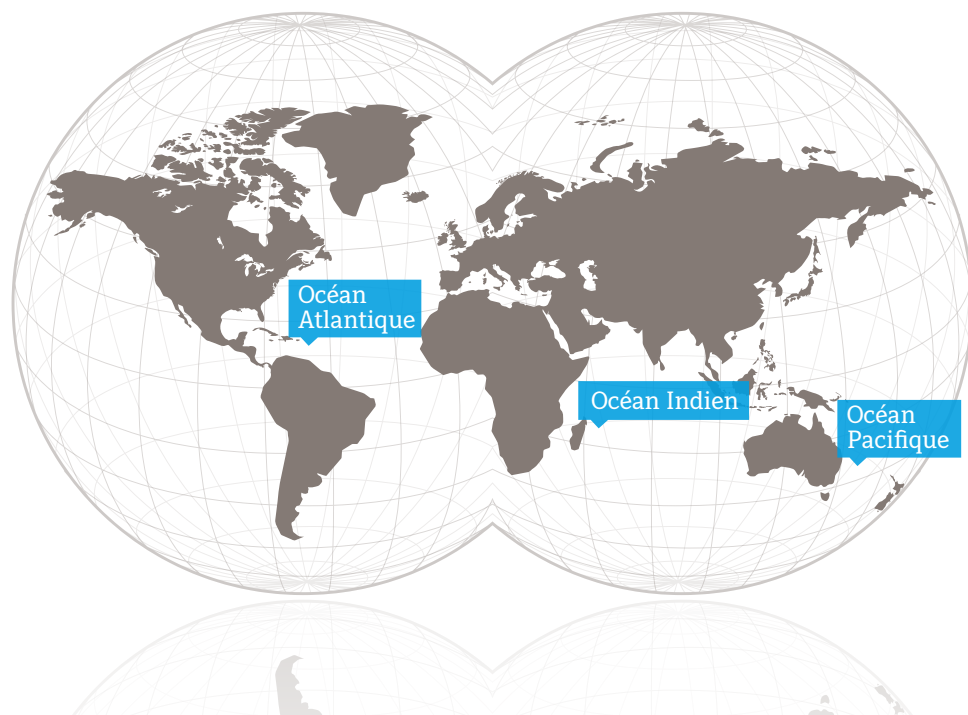 Océan
Atlantique
Océan Indien
Océan
Pacifique